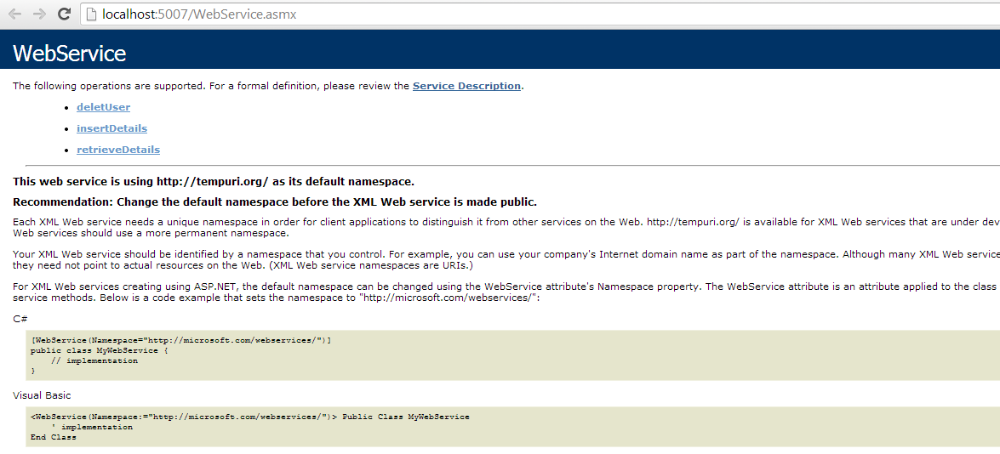 localhost:5007/WebService.asmx
WebService
The following operations are supported. For a formal definition, please review the Service Description.
deletUser
insertDetails
retrieveDetails
This web service is using http://tempuri.org/ as its default namespace.
Recommendation: Change the default namespace before the XML Web service is made public.
Each XML Web service needs a unique namespace in order for client applications to distinguish it from other services on the Web. http://tempuri.org/ is available for XML Web services that are under dev
Web services should use a more permanent namespace.
Your XML Web service should be identified by a namespace that you control. For example, you can use your company's Internet domain name as part of the namespace. Although many XML Web service
they need not point to actual resources on the Web. (XML Web service namespaces are URIs.)
For XML Web services creating using ASP.NET, the default namespace can be changed using the WebService attribute's Namespace property. The WebService attribute is an attribute applied to the class
service methods. Below is a code example that sets the namespace to "http://microsoft.com/webservices/":
C#
[WebService(Namespace="http://microsoft.com/webservices/")]
public class MyWebService {
// implementation
}
Visual Basic
<WebService(Namespace:="http://microsoft.com/webservices/")> Public Class MyWebService
' implementation
End Class